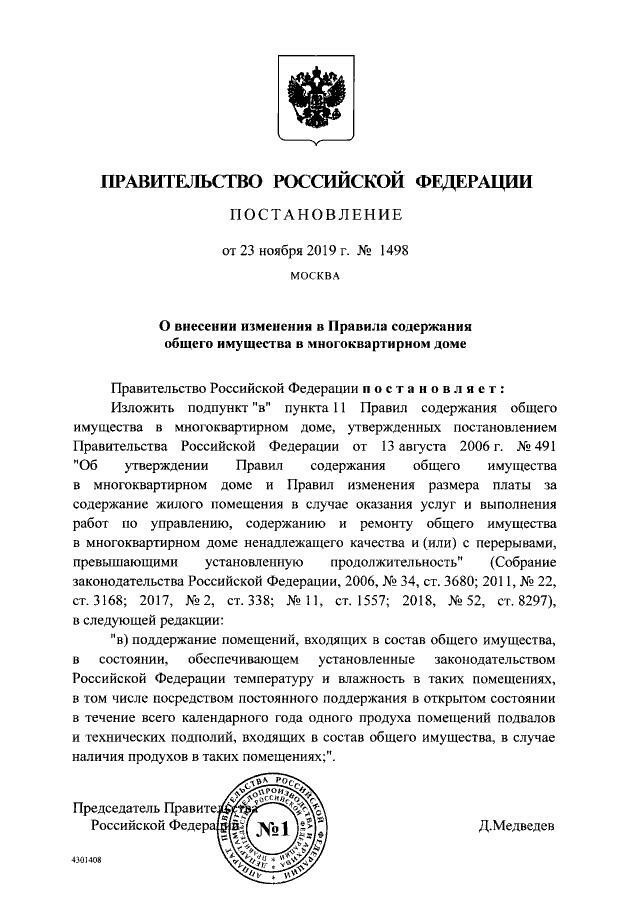 ПРАВИТЕЛЬСТВО РОССИЙСКОЙ ФЕДЕРАЦИИ
ПОСТАНОВЛЕНИЕ
от 23 ноября 2019 г. № 1498
МОСКВА
О внесении изменения в Правила содержания
общего имущества в многоквартирном доме
Правительство Российской Федерации постановляет:
Изложить подпункт "в" пункта 11 Правил содержания общего
имущества в многоквартирном доме, утвержденных постановлением
Правительства Российской Федерации от 13 августа 2006 г. № 491
"Об утверждении Правил содержания общего имущества
в многоквартирном доме и Правил изменения размера платы за
содержание жилого помещения в случае оказания услуг и выполнения
работ по управлению, содержанию и ремонту общего имущества
в многоквартирном доме ненадлежащего качества и (или) с перерывами,
превышающими установленную продолжительность" (Собрание
законодательства Российской Федерации, 2006, № 34, ст. 3680; 2011, № 22,
ст. 3168; 2017, № 2, ст. 338; № 11, ст. 1557; 2018, № 52, ст. 8297),
в следующей редакции:
"в) поддержание помещений, входящих в состав общего имущества,
в состоянии, обеспечивающем установленные законодательством
Российской Федерации температуру и влажность в таких помещениях,
в том числе посредством постоянного поддержания в открытом состоянии
в течение всего календарного года одного продуха помещений подвалов
и технических подполий, входящих в состав общего имущества, в случае
наличия продухов в таких помещениях;".
Председатель Правительства
Российской Федерации
Д.Медведев
АППАРАТ ПРАВИТЕЛЬСТВА РОССИЙСКОЙ ФЕДЕРАЦИИ
№1
4301408